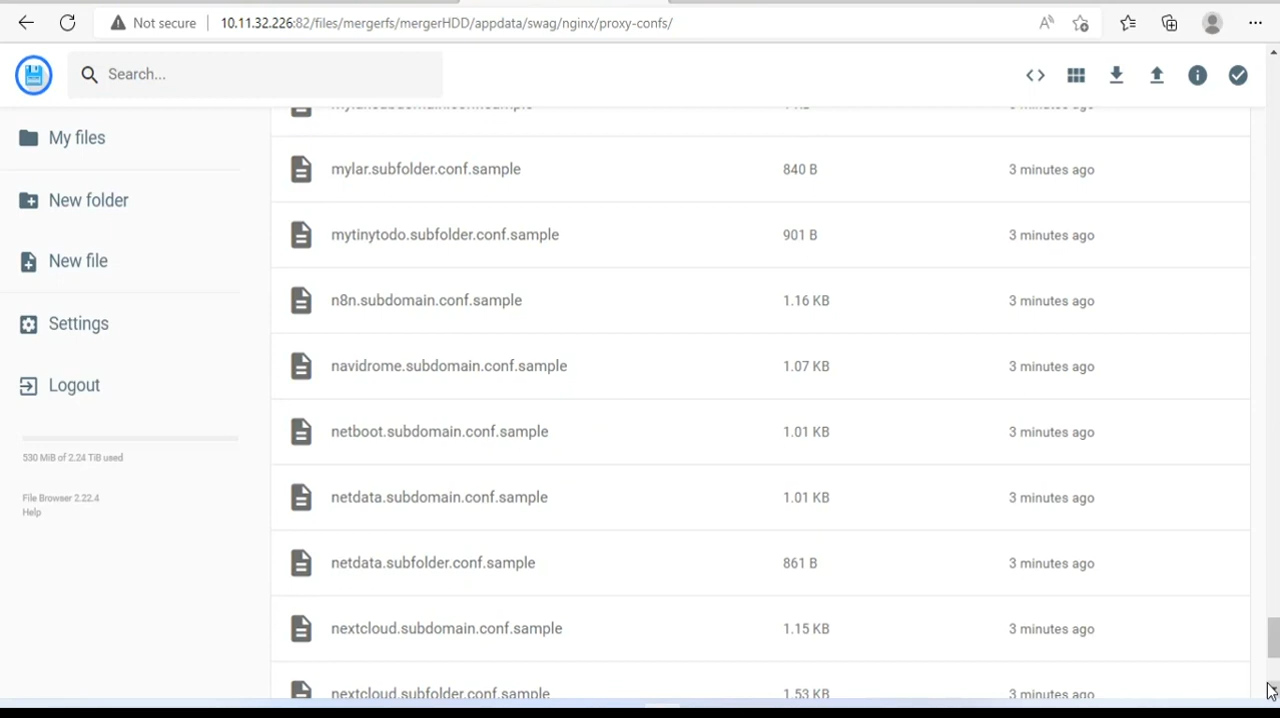 Not secure
10.11.32.226:82/files/mergerfs/mergerHDD/appdata/swag/nginx/proxy-confs/
Search...
My files
New folder
New file
Settings
Logout
530 MiB of 2.24 TiB used
File Browser 2.22.4
Help
mylar.subfolder.conf.sample 840 B 3 minutes ago
mytinytodo.subfolder.conf.sample 901 B 3 minutes ago
n8n.subdomain.conf.sample 1.16 KB 3 minutes ago
navidrome.subdomain.conf.sample 1.07 KB 3 minutes ago
netboot.subdomain.conf.sample 1.01 KB 3 minutes ago
netdata.subdomain.conf.sample 1.01 KB 3 minutes ago
netdata.subfolder.conf.sample 861 B 3 minutes ago
nextcloud.subdomain.conf.sample 1.15 KB 3 minutes ago
nextcloud.subfolder.conf.sample 1.53 KB 3 minutes ago